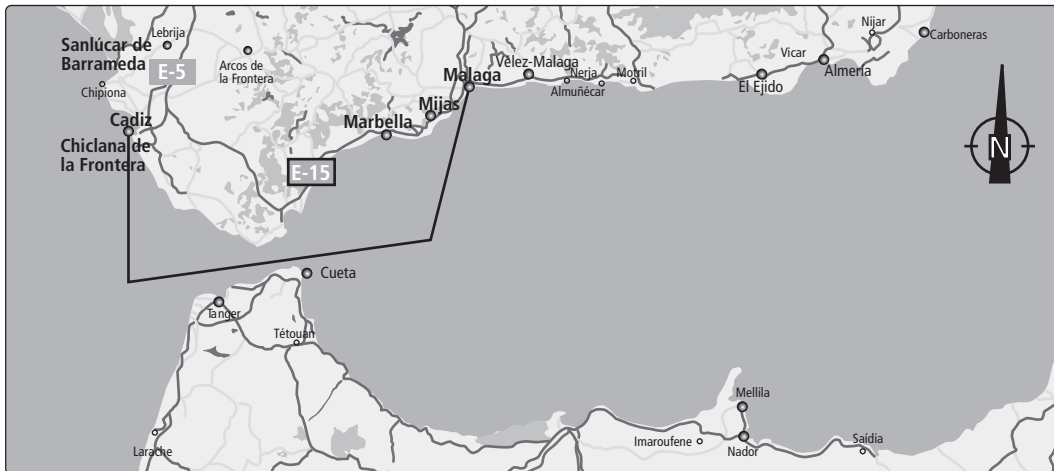 Lebrija
Sanlúcar de
Barrameda
E-5
Arcos de
la Frontera
Chipiona
Cadiz
Chiclana de
la Frontera
E-15
Marbella
Mijas
Malaga
Vélez-Malaga
Nerja
Almuñécar
Motril
El Ejido
Vicar
Almeria
Nijar
Carboneras
N
Cueta
Tanger
Tétouan
Larache
Mellila
Imaroufene
Nador
Saídia